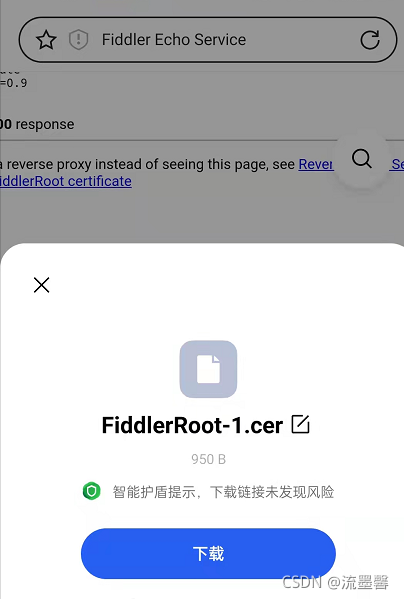 Fiddler Echo Service
=0.9
00 response
a reverse proxy instead of seeing this page, see Rever Se
iddlerRoot certificate
FiddlerRoot-1.cer
950 B
智能护盾提示，下载链接未发现风险
下载
CSDN @流墨馨